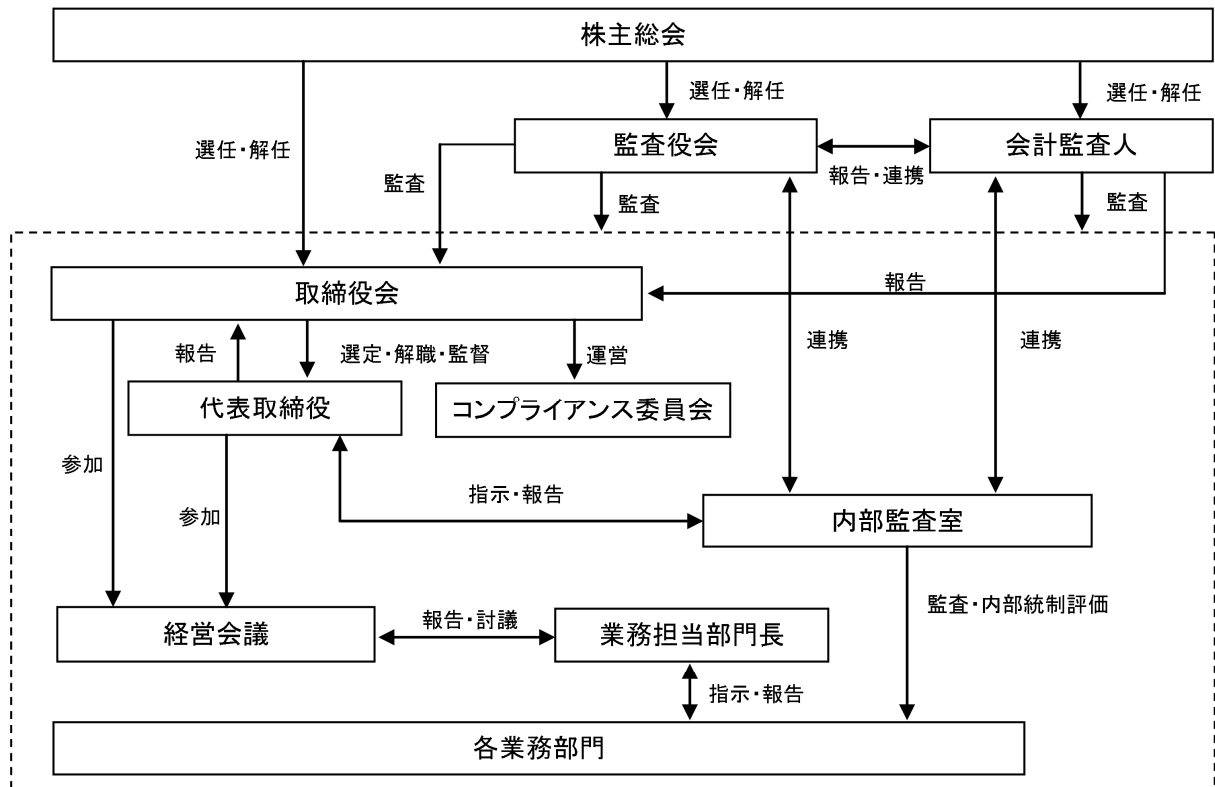 株主総会
選任・解任
選任・解任
選任・解任
監査役会
会計監査人
報告・連携
監査
監査
監査
取締役会
報告
報告
選定・解職・監督
運営
連携
連携
代表取締役
コンプライアンス委員会
参加
参加
指示・報告
内部監査室
監査・内部統制評価
経営会議
報告・討議
業務担当部門長
指示・報告
各業務部門